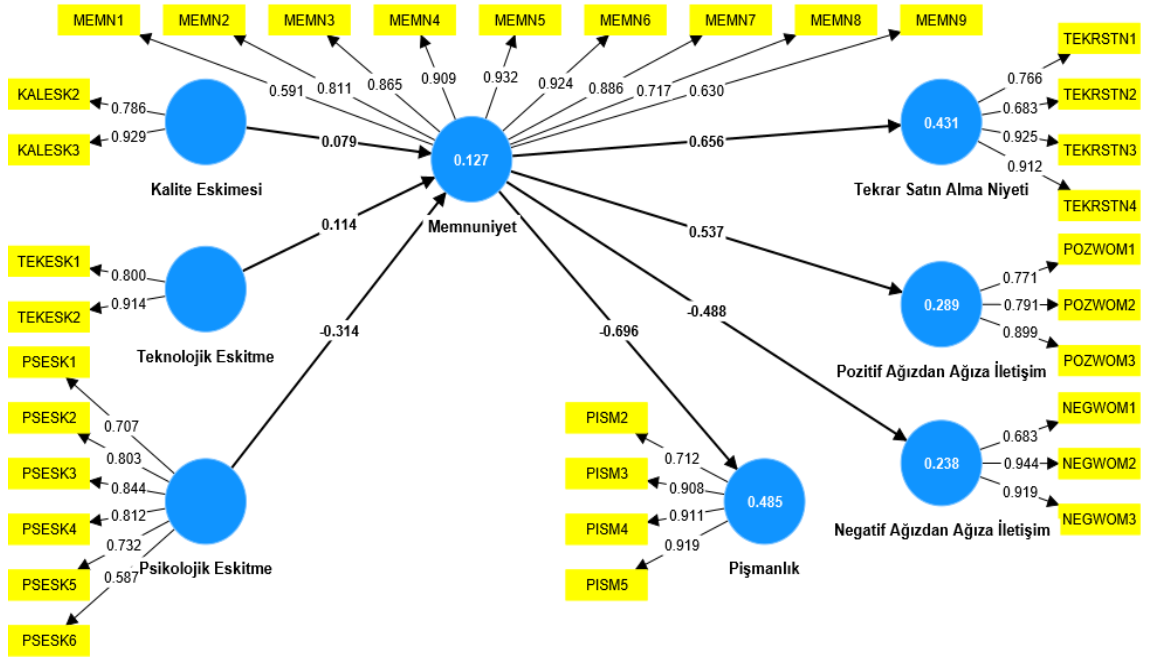 MEMN1
MEMN2
MEMN3
MEMN4
MEMN5
MEMN6
MEMN7
MEMN8
MEMN9
0.591
0.811
0.865
0.909
0.932
0.924
0.886
0.717
0.630
KALESK2
KALESK3
0.786
0.929
Kalite Eskimesi
0.079
TEKESK1
TEKESK2
0.800
0.914
Teknolojik Eskitme
0.114
PSESK1
PSESK2
PSESK3
PSESK4
PSESK5
PSESK6
0.707
0.803
0.844
0.812
0.732
0.587
Psikolojik Eskitme
-0.314
0.127
Memnuniyet
0.656
0.537
-0.488
-0.696
0.431
Tekrar Satın Alma Niyeti
0.766
0.683
0.925
0.912
TEKRSTN1
TEKRSTN2
TEKRSTN3
TEKRSTN4
0.289
Pozitif Ağızdan Ağıza İletişim
0.771
0.791
0.899
POZWOM1
POZWOM2
POZWOM3
0.238
Negatif Ağızdan Ağıza İletişim
0.683
0.944
0.919
NEGWOM1
NEGWOM2
NEGWOM3
PISM2
PISM3
PISM4
PISM5
0.712
0.908
0.911
0.919
0.485
Pişmanlık